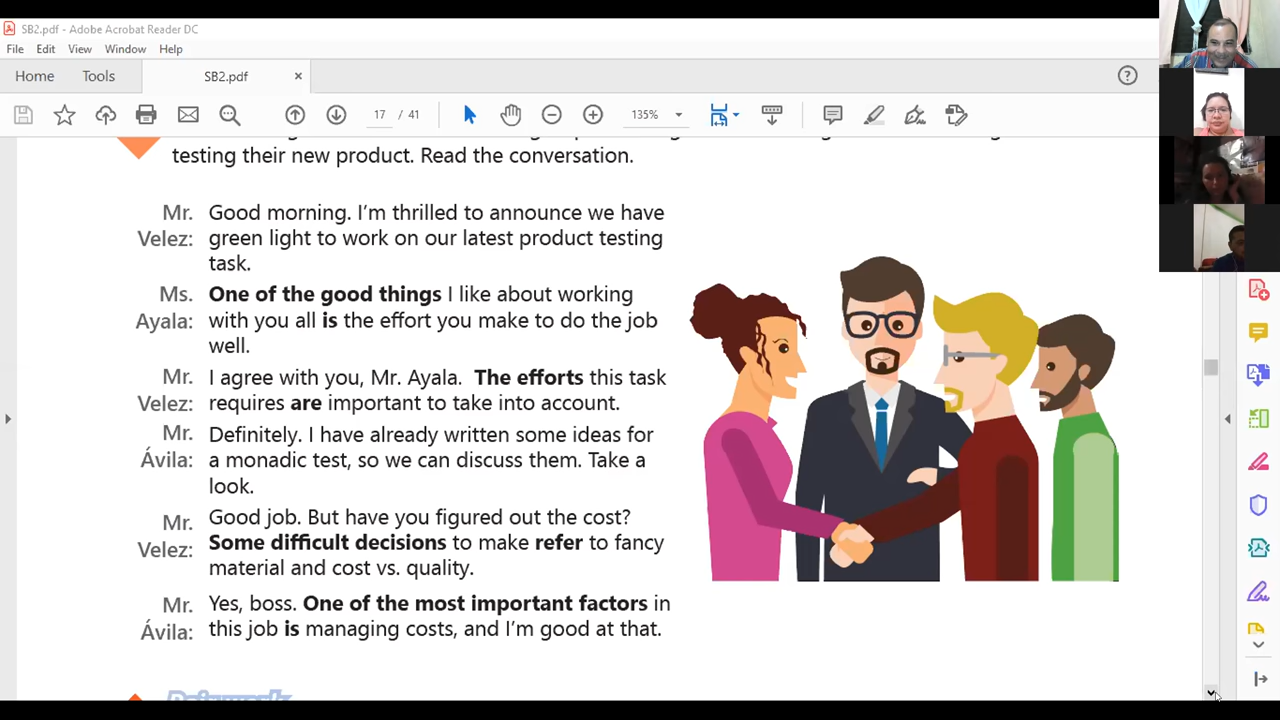 SB2.pdf - Adobe Acrobat Reader DC
File Edit View Window Help
Home Tools SB2.pdf ×
17 / 41 135%
testing their new product. Read the conversation.
Mr. Good morning. I'm thrilled to announce we have
Velez: green light to work on our latest product testing
task.
Ms. One of the good things I like about working
Ayala: with you all is the effort you make to do the job
well.
Mr. I agree with you, Mr. Ayala. The efforts this task
Velez: requires are important to take into account.
Mr. Definitely. I have already written some ideas for
Ávila: a monadic test, so we can discuss them. Take a
look.
Mr. Good job. But have you figured out the cost?
Velez: Some difficult decisions to make refer to fancy
material and cost vs. quality.
Mr. Yes, boss. One of the most important factors in
Ávila: this job is managing costs, and I'm good at that.